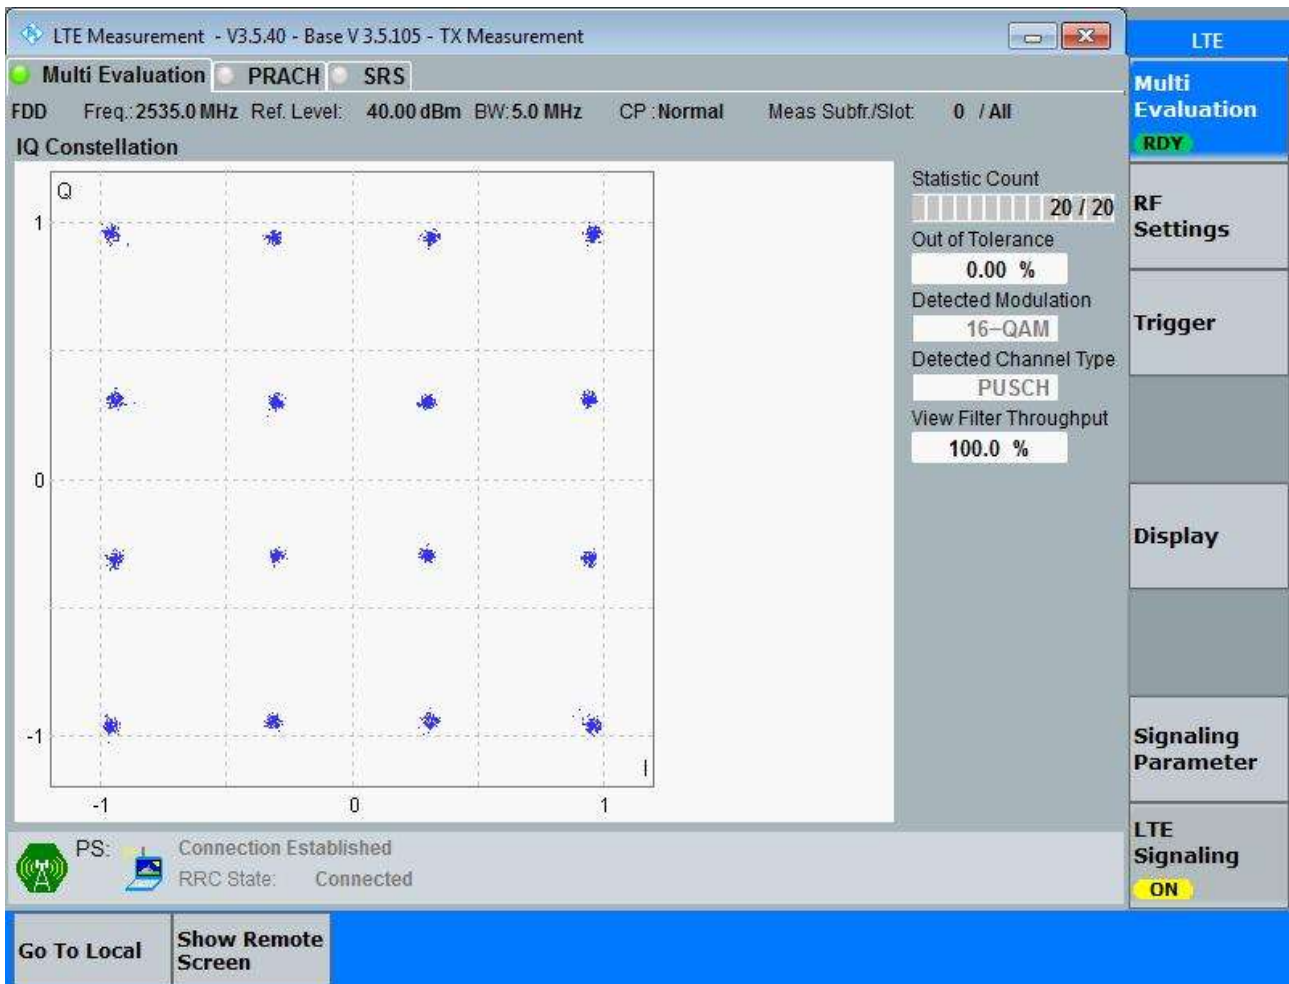 LTE Measurement - V3.5.40 - Base V 3.5.105 - TX Measurement
LTE
Multi Evaluation PRACH SRS
FDD Freq.: 2535.0 MHz Ref. Level: 40.00 dBm BW: 5.0 MHz CP : Normal Meas Subfr./Slot: 0 / All
IQ Constellation
Q
1
0
-1
-1 0 1
I
Statistic Count
20 / 20
Out of Tolerance
0.00 %
Detected Modulation
16-QAM
Detected Channel Type
PUSCH
View Filter Throughput
100.0 %
Multi
Evaluation
RDY
RF
Settings
Trigger
Display
Signaling
Parameter
LTE
Signaling
ON
PS: Connection Established
RRC State: Connected
Go To Local
Show Remote
Screen